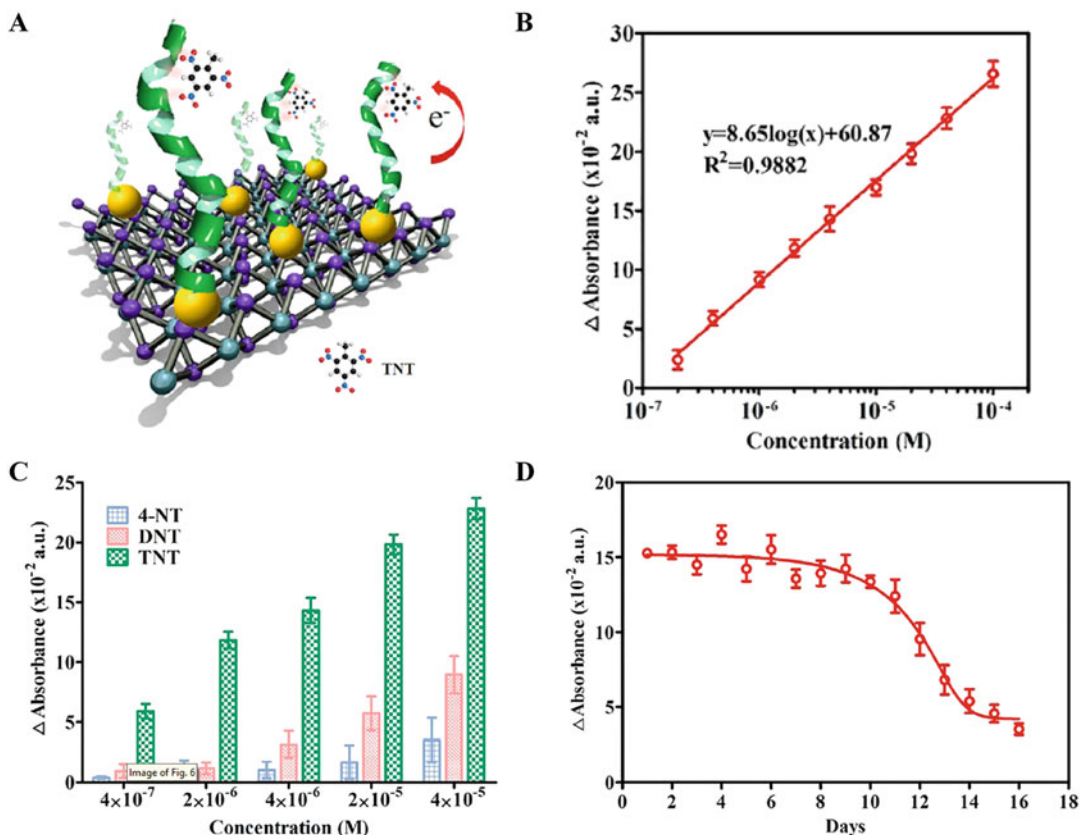 A
e⁻
TNT
B
30
25
20
15
10
5
0
Δ Absorbance (x10⁻² a.u.)
y=8.65log(x)+60.87
R²=0.9882
10⁻⁷
10⁻⁶
10⁻⁵
10⁻⁴
Concentration (M)
C
25
20
15
10
5
0
△ Absorbance (x10⁻² a.u.)
4-NT
DNT
TNT
Image of Fig. 6
4×10⁻⁷
2×10⁻⁶
4×10⁻⁶
2×10⁻⁵
4×10⁻⁵
Concentration (M)
D
20
15
10
5
0
△ Absorbance (x10⁻² a.u.)
0 2 4 6 8 10 12 14 16 18
Days